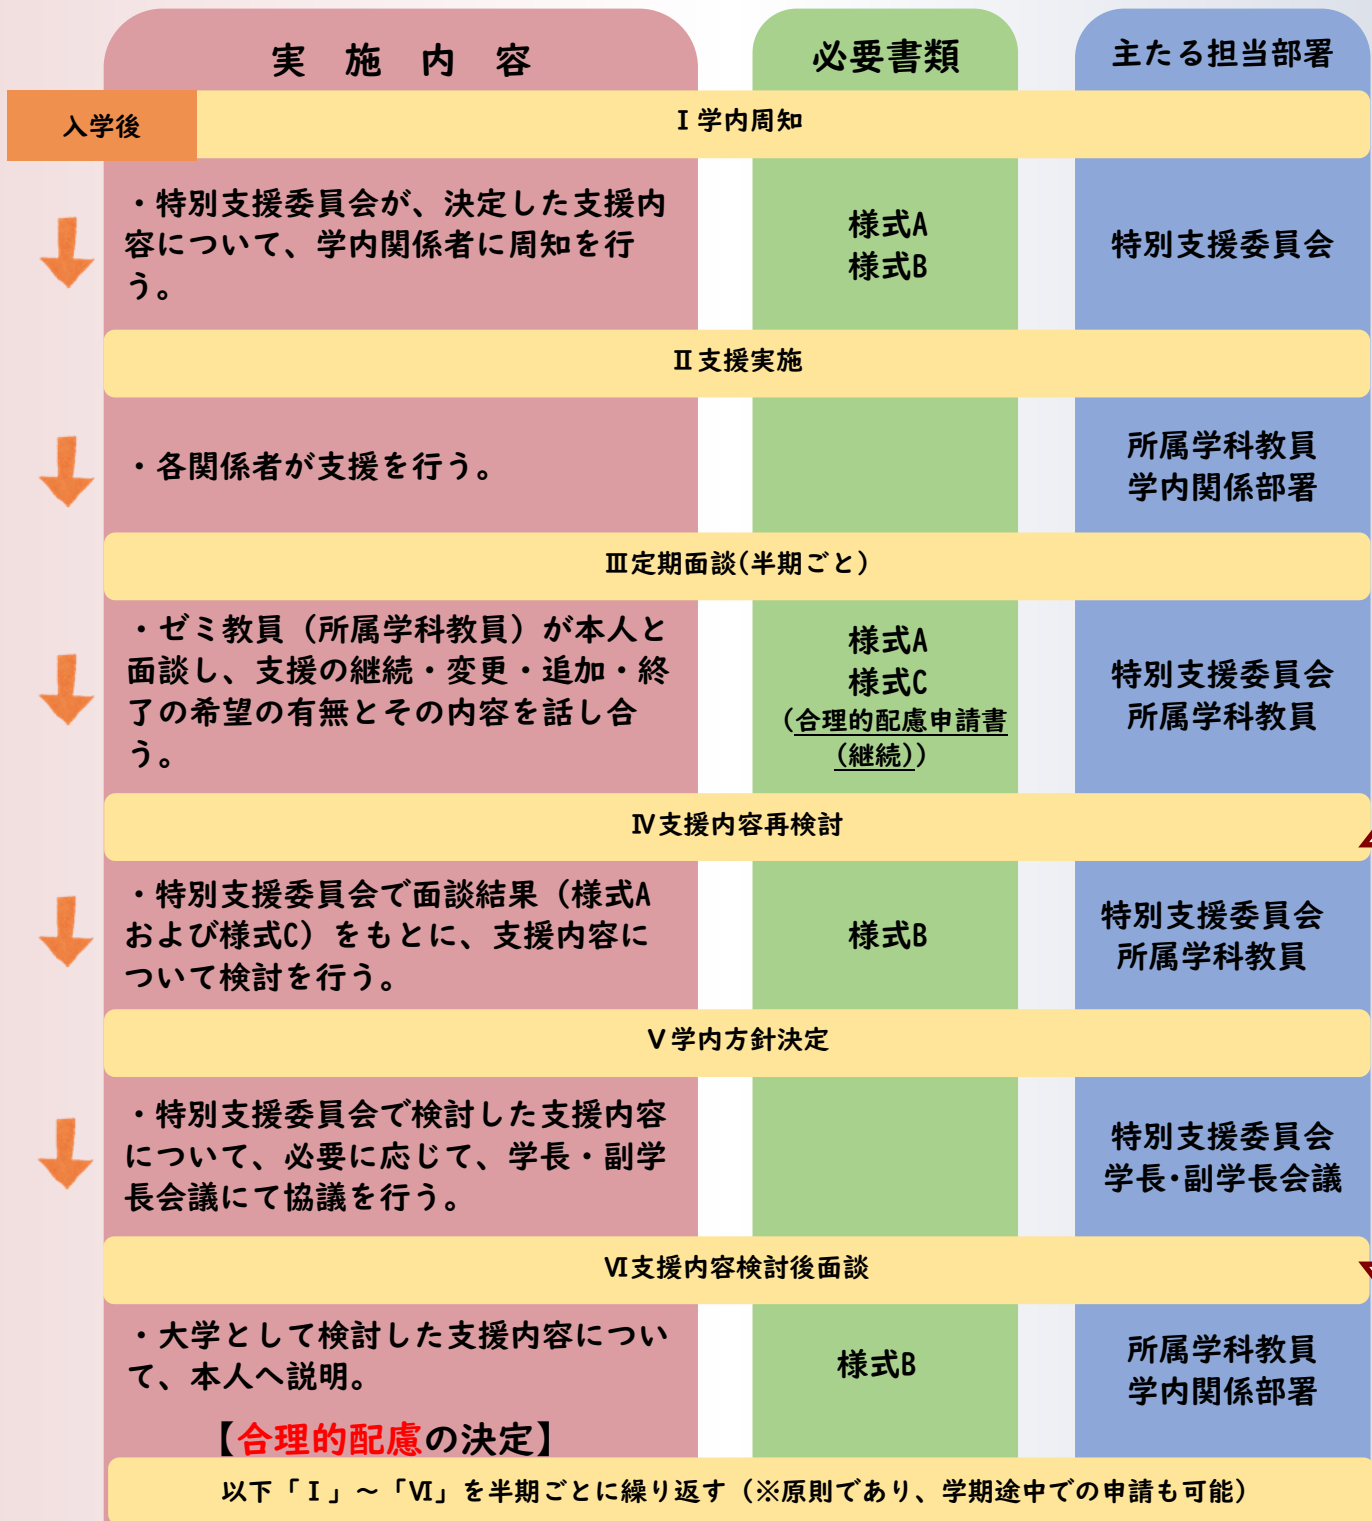 実施内容
必要書類
主たる担当部署
入学後
Ⅰ学内周知
・特別支援委員会が、決定した支援内
容について、学内関係者に周知を行
う。
様式A
様式B
特別支援委員会
Ⅱ支援実施
・各関係者が支援を行う。
所属学科教員
学内関係部署
Ⅲ定期面談(半期ごと)
・ゼミ教員（所属学科教員）が本人と
面談し、支援の継続・変更・追加・終
了の希望の有無とその内容を話し合
う。
様式A
様式C
(合理的配慮申請書
(継続))
特別支援委員会
所属学科教員
Ⅳ支援内容再検討
・特別支援委員会で面談結果（様式A
および様式C）をもとに、支援内容に
ついて検討を行う。
様式B
特別支援委員会
所属学科教員
Ⅴ学内方針決定
・特別支援委員会で検討した支援内容
について、必要に応じて、学長・副学
長会議にて協議を行う。
特別支援委員会
学長・副学長会議
Ⅵ支援内容検討後面談
・大学として検討した支援内容につい
て、本人へ説明。
【合理的配慮の決定】
様式B
所属学科教員
学内関係部署
以下「Ⅰ」～「Ⅵ」を半期ごとに繰り返す（※原則であり、学期途中での申請も可能）